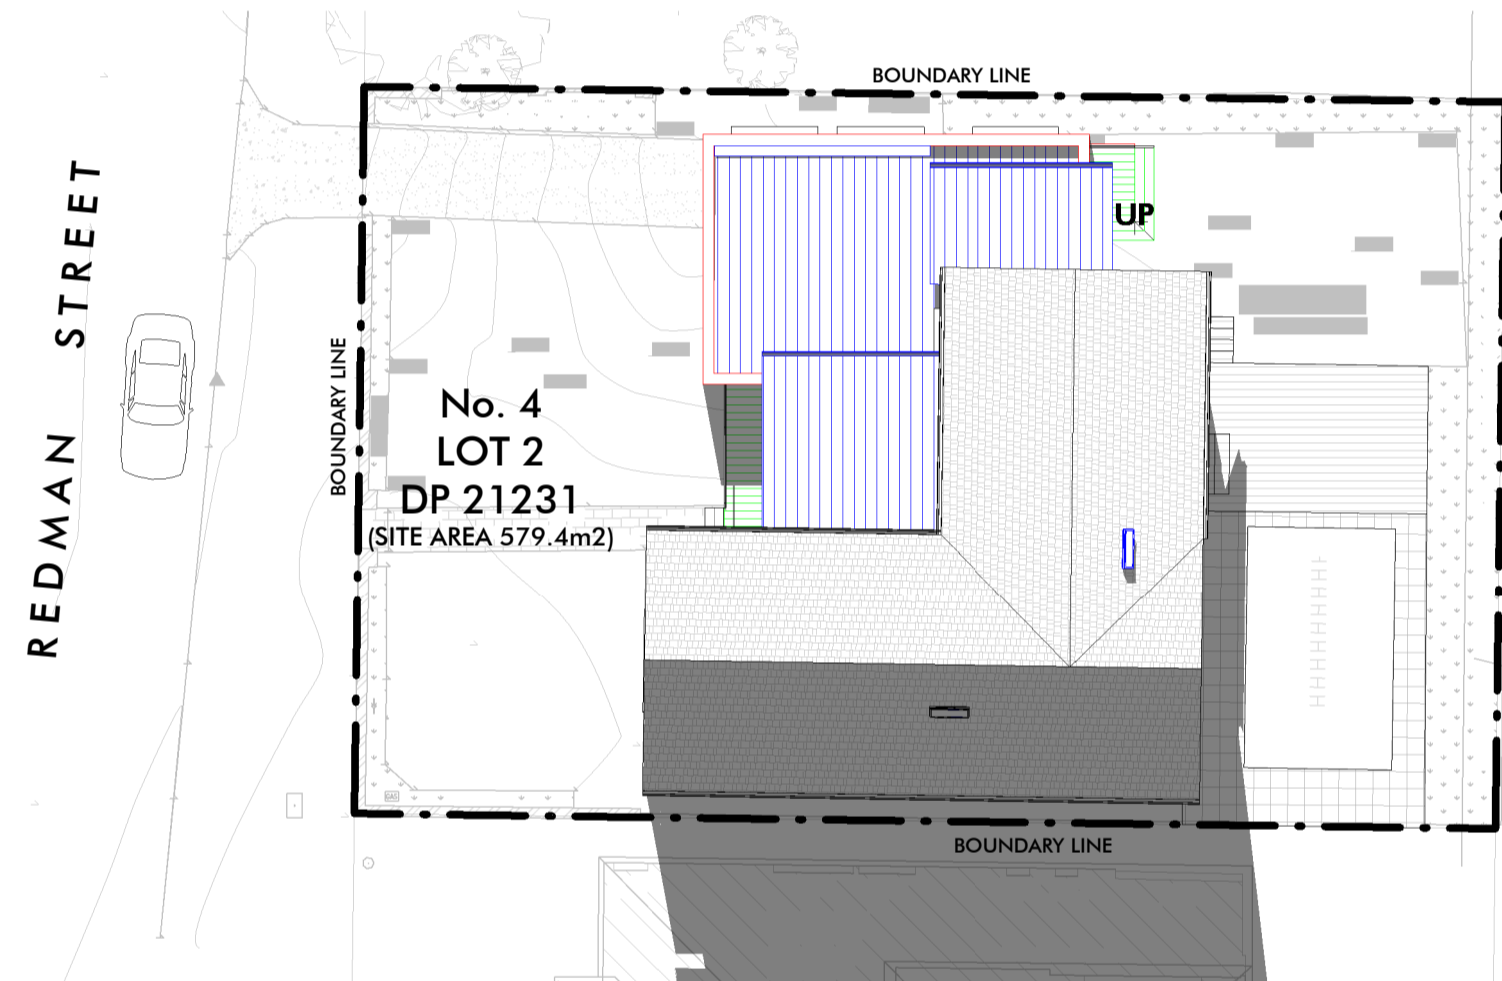 BOUNDARY LINE
REDMAN STREET
UP
BOUNDARY LINE
No. 4
LOT 2
DP 21231
(SITE AREA 579.4m2)
GAS
BOUNDARY LINE